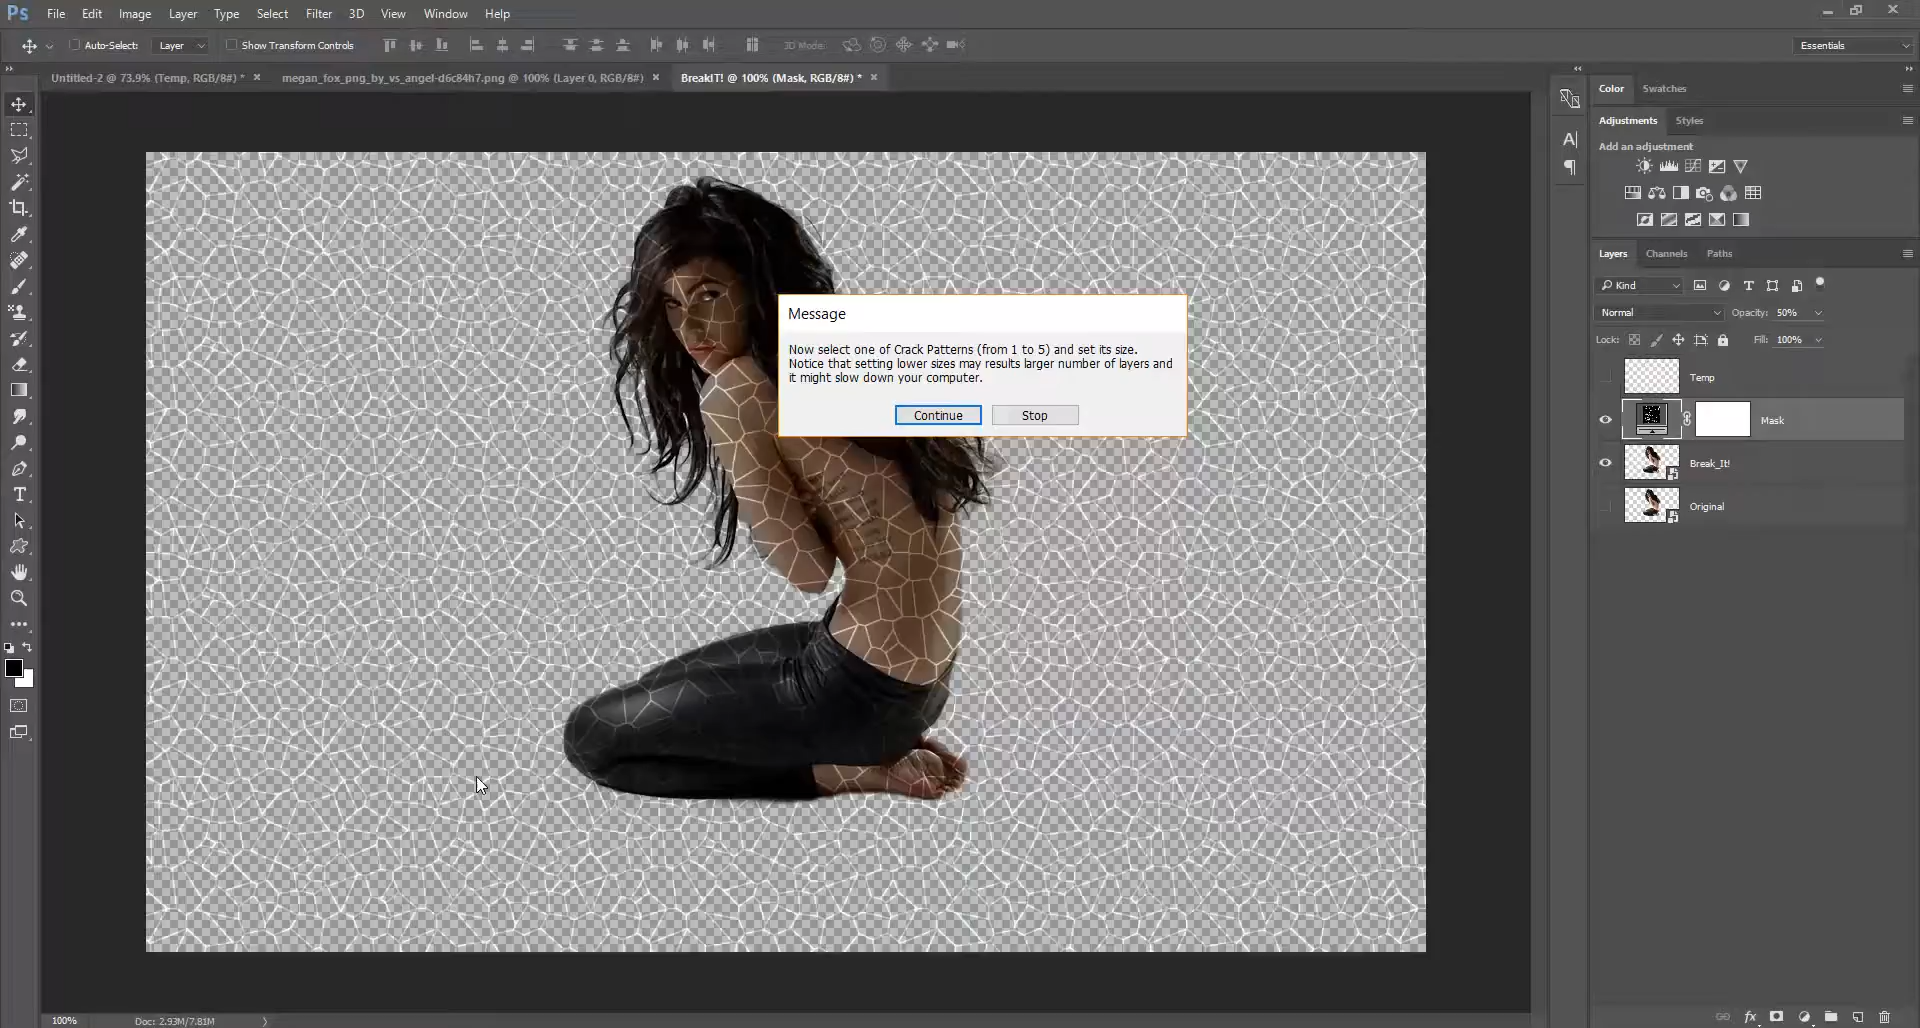 Ps File Edit Image Layer Type Select Filter 3D View Window Help
Auto-Select: Layer Show Transform Controls 3D Mode: Essentials
Untitled-2 @ 73.9% (Temp, RGB/8#) * megan_fox_png_by_vs_angel-d6c84h7.png @ 100% (Layer 0, RGB/8#) BreakIT! @ 100% (Mask, RGB/8#) *
Color Swatches
Adjustments Styles
Add an adjustment
Layers Channels Paths
Kind
Normal Opacity: 50%
Lock: Fill: 100%
Temp
Mask
Break_It!
Original
Message
Now select one of Crack Patterns (from 1 to 5) and set its size.
Notice that setting lower sizes may results larger number of layers and
it might slow down your computer.
Continue Stop
100% Doc: 2.93M/7.81M